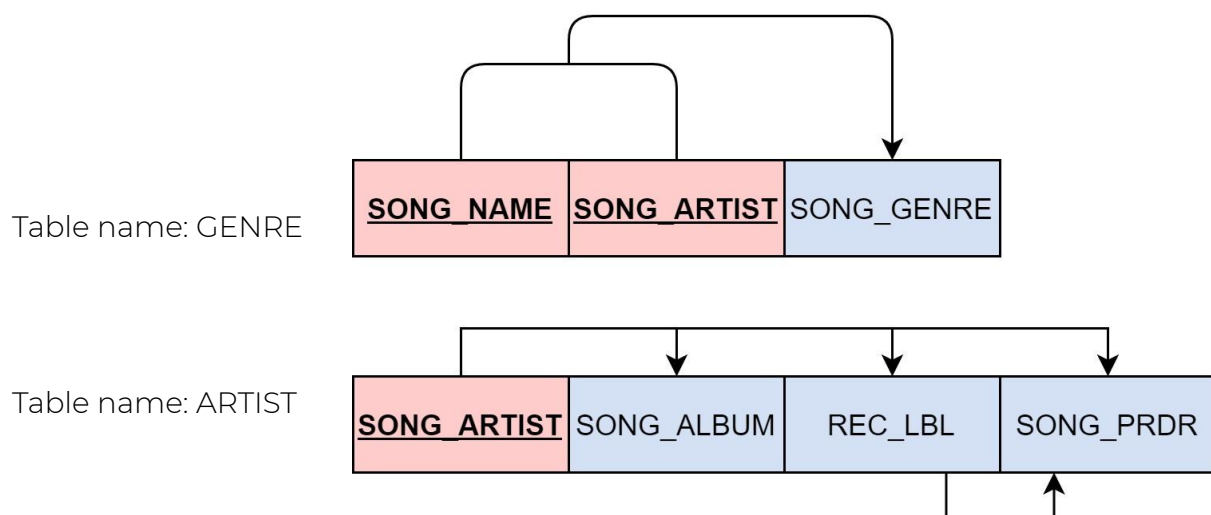 SONG_NAME SONG_ARTIST SONG_GENRE
Table name: GENRE
Table name: ARTIST
SONG_ARTIST SONG_ALBUM REC_LBL SONG_PRDR